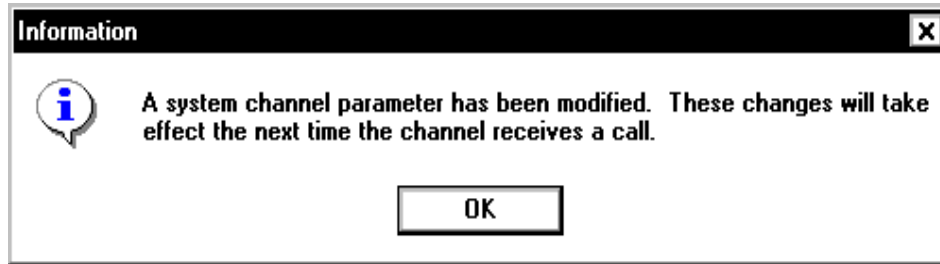 Information
A system channel parameter has been modified.  These changes will take
effect the next time the channel receives a call.
OK